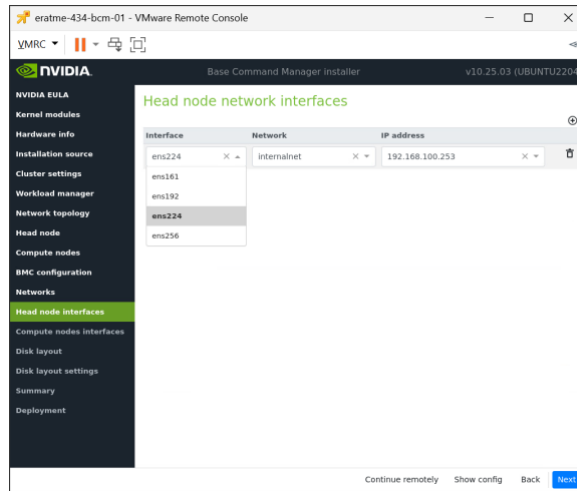 eratme-434-bcm-01 - VMware Remote Console
VMRC
NVIDIA.
Base Command Manager installer
v10.25.03 (UBUNTU2204
NVIDIA EULA
Kernel modules
Hardware info
Installation source
Cluster settings
Workload manager
Network topology
Head node
Compute nodes
BMC configuration
Networks
Head node interfaces
Compute nodes interfaces
Disk layout
Disk layout settings
Summary
Deployment
Head node network interfaces
Interface Network IP address
ens224 internalnet 192.168.100.253
ens161
ens192
ens224
ens256
Continue remotely Show config Back Next